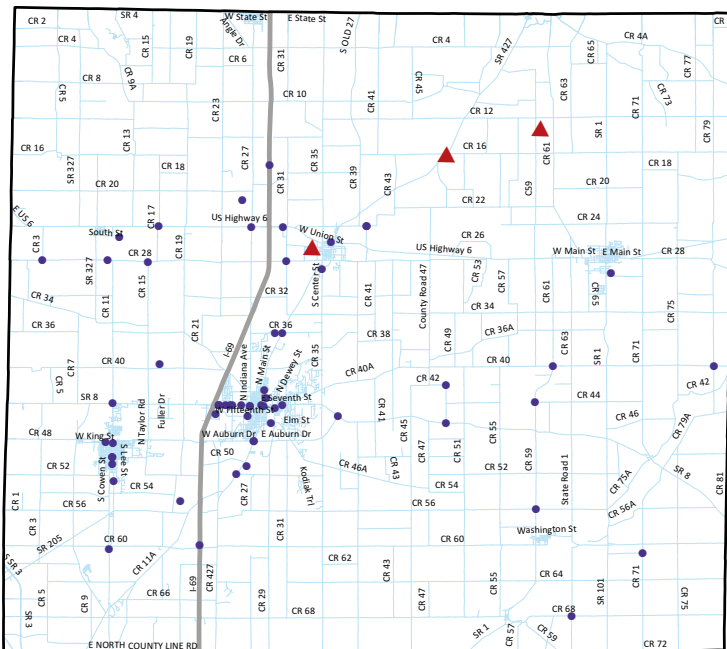 CR 2
SR 4
W State St
E State St
CR 4
CR 15
CR 19
Angle Dr
CR 6
CR 31
S OLD 27
CR 4
SR 427
CR 65
CR 4A
CR 77
CR 8
CR 9A
CR 5
CR 10
CR 23
CR 41
CR 45
CR 63
CR 73
CR 71
CR 12
CR 79
SR 1
CR 13
CR 16
SR 327
CR 18
CR 27
CR 35
CR 39
CR 43
CR 16
CR 61
CR 18
CR 20
CR 31
C59
CR 20
CR 22
E US 6
CR 3
South St
CR 17
CR 19
US Highway 6
W Union St
CR 24
CR 26
US Highway 6
W Main St
E Main St
CR 28
CR 28
SR 327
CR 15
CR 11
CR 32
S Center St
CR 41
County Road 47
CR 53
CR 57
CR 61
CR 65
CR 34
CR 34
CR 75
CR 36
CR 21
CR 36
CR 38
CR 49
CR 36A
CR 63
SR 1
CR 71
I-69
N Indiana Ave
N Main St
N Dewey St
CR 35
CR 40
CR 7
CR 5
CR 40A
CR 40
CR 42
CR 42
SR 8
N Taylor Rd
Fuller Dr
E Seventh St
W Fifteenth St
CR 41
CR 44
CR 46
CR 48
W King St
Elm St
W Auburn Dr
E Auburn Dr
CR 45
CR 47
CR 51
CR 55
CR 59
CR 79A
CR 50
CR 52
S Cowen St
S Lee St
CR 46A
CR 43
CR 52
State Road 1
SR 8
CR 75A
CR 81
CR 54
CR 27
Kodiak Trl
CR 54
CR 1
CR 56
CR 56
CR 56A
CR 3
CR 31
SR 205
CR 60
Washington St
CR 60
S SR 3
CR 11A
CR 62
CR 43
CR 64
CR 71
I-69
CR 427
CR 55
SR 101
CR 5
CR 9
CR 66
CR 29
CR 47
CR 75
SR 3
CR 68
CR 68
SR 1
CR 57
CR 59
E NORTH COUNTY LINE RD
CR 72